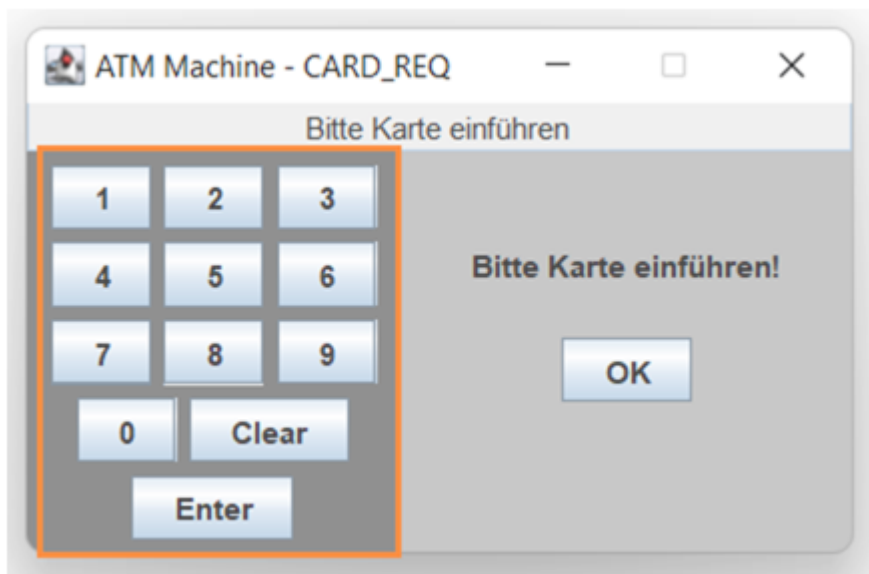 ATM Machine - CARD_REQ
Bitte Karte einführen
1 2 3
4 5 6
7 8 9
0 Clear
Enter
Bitte Karte einführen!
OK